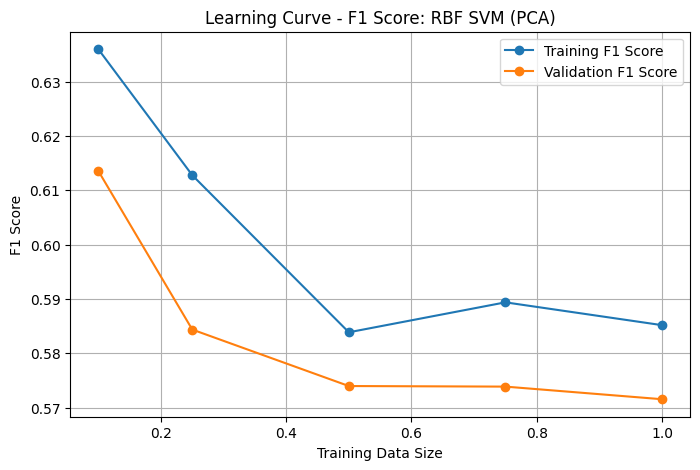 Learning Curve - F1 Score: RBF SVM (PCA)
Training F1 Score
Validation F1 Score
F1 Score
0.63
0.62
0.61
0.60
0.59
0.58
0.57
0.2 0.4 0.6 0.8 1.0
Training Data Size